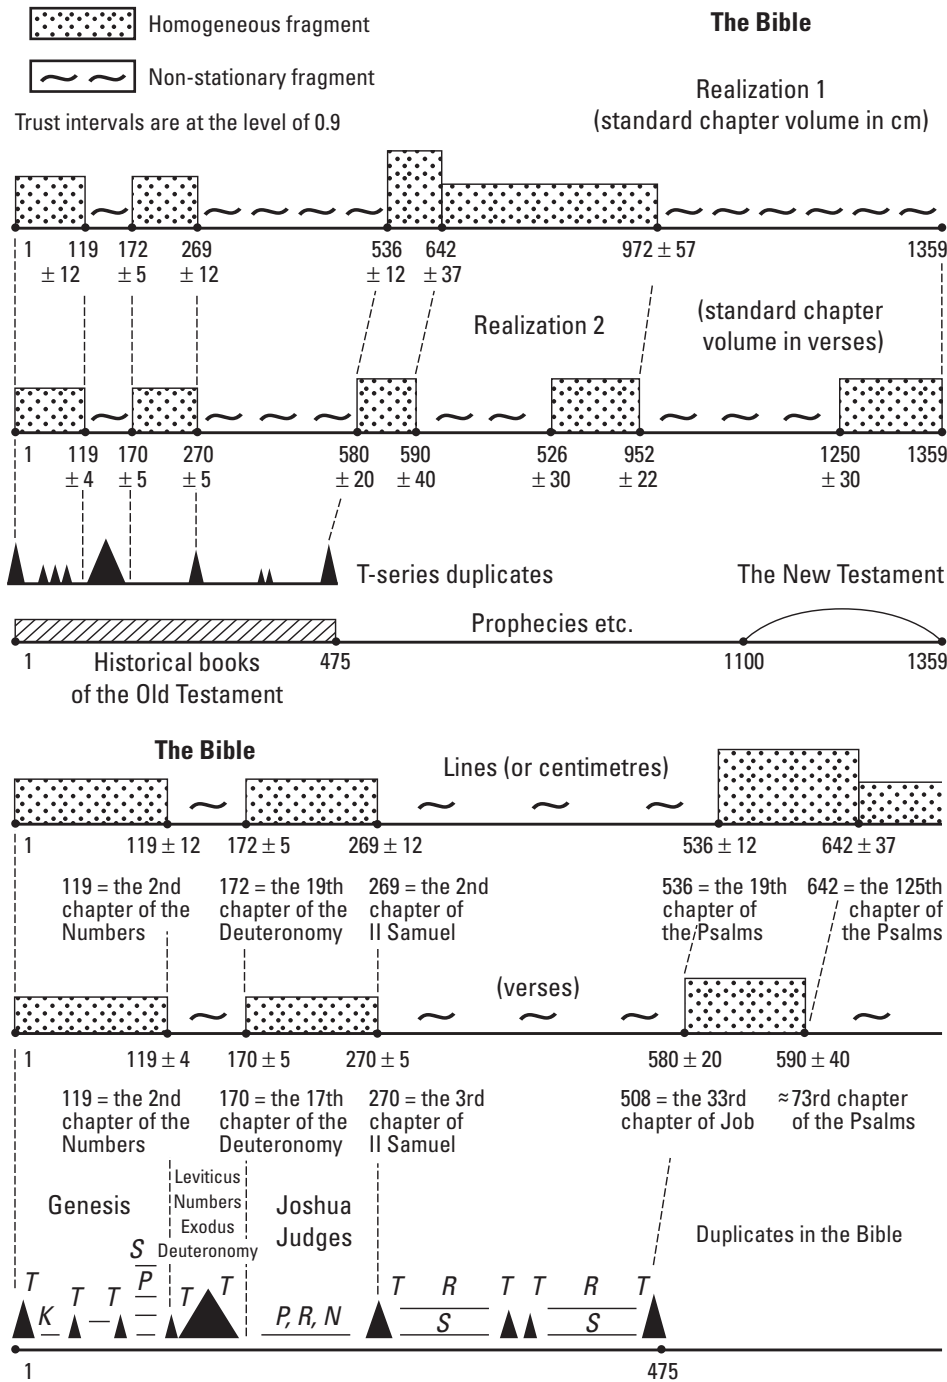 Homogeneous fragment
The Bible
Non-stationary fragment
Realization 1
(standard chapter volume in cm)
Trust intervals are at the level of 0.9
1 119 172 269 536 642 972 ± 57 1359
± 12 ± 5 ± 12 ± 12 ± 37
Realization 2
(standard chapter
volume in verses)
1 119 170 270 580 590 526 952 1250 1359
± 4 ± 5 ± 5 ± 20 ± 40 ± 30 ± 22 ± 30
T-series duplicates
The New Testament
Prophecies etc.
1 Historical books 475 1100 1359
of the Old Testament
The Bible
Lines (or centimetres)
1 119 ± 12 172 ± 5 269 ± 12 536 ± 12 642 ± 37
119 = the 2nd
chapter of the
Numbers
172 = the 19th
chapter of the
Deuteronomy
269 = the 2nd
chapter of
II Samuel
536 = the 19th
chapter of
the Psalms
642 = the 125th
chapter of
the Psalms
(verses)
1 119 ± 4 170 ± 5 270 ± 5 580 ± 20 590 ± 40
119 = the 2nd
chapter of the
Numbers
170 = the 17th
chapter of the
Deuteronomy
270 = the 3rd
chapter of
II Samuel
508 = the 33rd
chapter of Job
≈ 73rd chapter
of the Psalms
Genesis
Leviticus
Numbers
Exodus
Deuteronomy
Joshua
Judges
Duplicates in the Bible
S
P
T K T T T T P, R, N T R S T T R S T
1 475